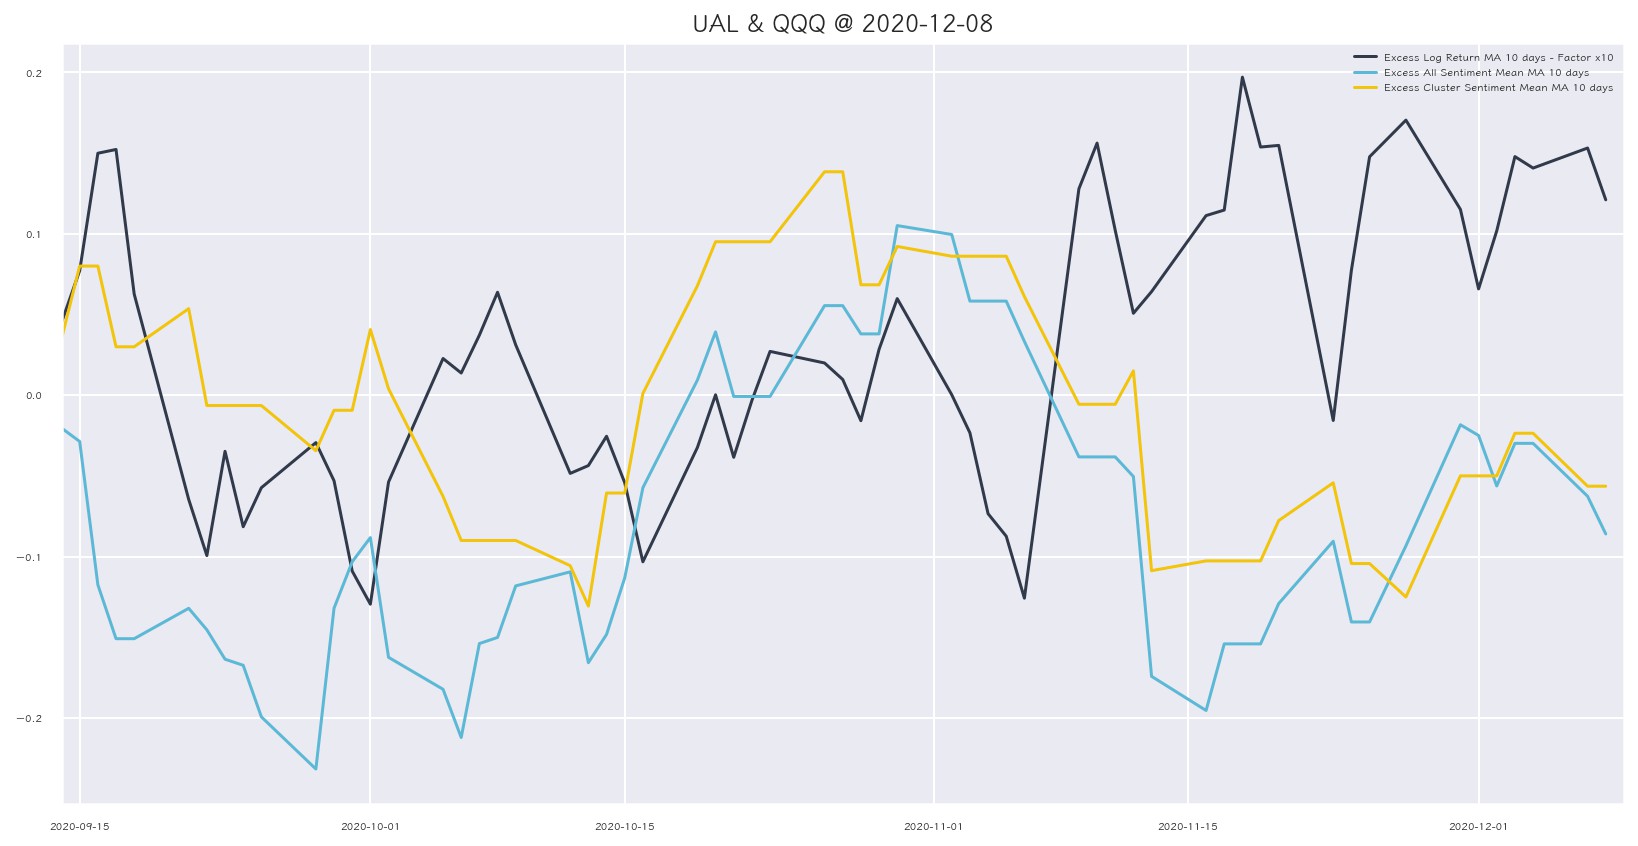 UAL & QQQ @ 2020-12-08
Excess Log Return MA 10 days - Factor x10
Excess All Sentiment Mean MA 10 days
Excess Cluster Sentiment Mean MA 10 days
0.2
0.1
0.0
−0.1
−0.2
2020-09-15 2020-10-01 2020-10-15 2020-11-01 2020-11-15 2020-12-01